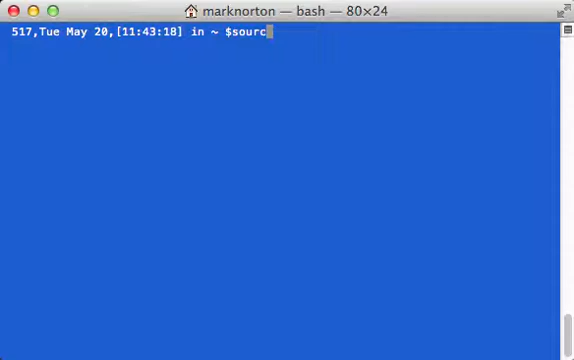 marknorton — bash — 80×24
517,Tue May 20,[11:43:18] in ~ $sourc